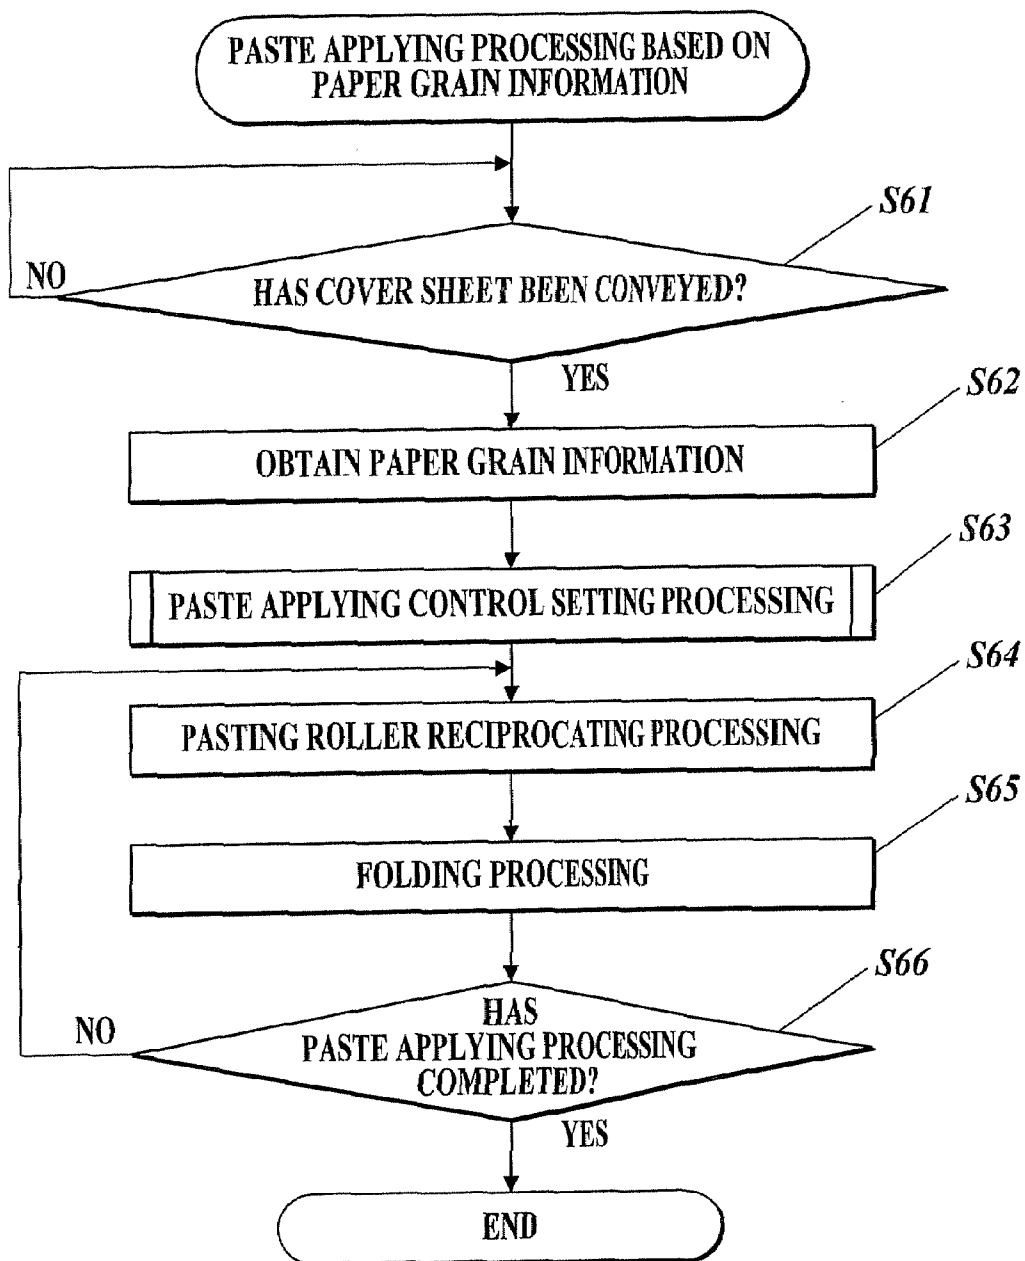 PASTE APPLYING PROCESSING BASED ON
PAPER GRAIN INFORMATION
S61
NO
HAS COVER SHEET BEEN CONVEYED?
YES
S62
OBTAIN PAPER GRAIN INFORMATION
S63
PASTE APPLYING CONTROL SETTING PROCESSING
S64
PASTING ROLLER RECIPROCATING PROCESSING
S65
FOLDING PROCESSING
S66
NO
HAS
PASTE APPLYING PROCESSING
COMPLETED?
YES
END